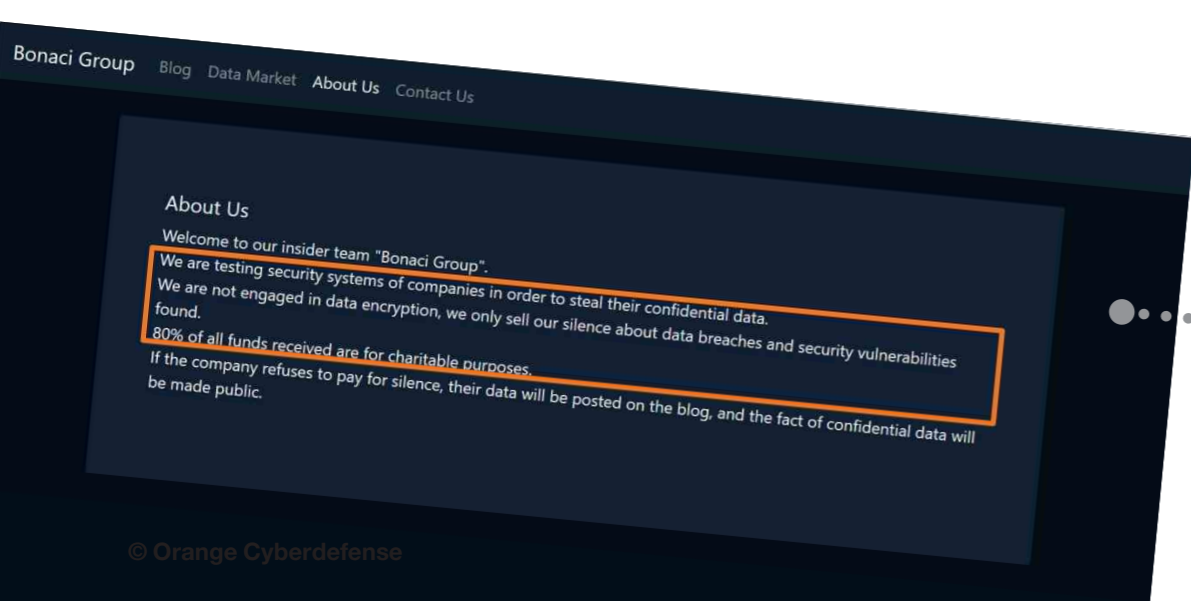 Bonaci Group Blog Data Market About Us Contact Us
About Us
Welcome to our insider team "Bonaci Group".
We are testing security systems of companies in order to steal their confidential data.
We are not engaged in data encryption, we only sell our silence about data breaches and security vulnerabilities
found.
80% of all funds received are for charitable purposes.
If the company refuses to pay for silence, their data will be posted on the blog, and the fact of confidential data will
be made public.
© Orange Cyberdefense